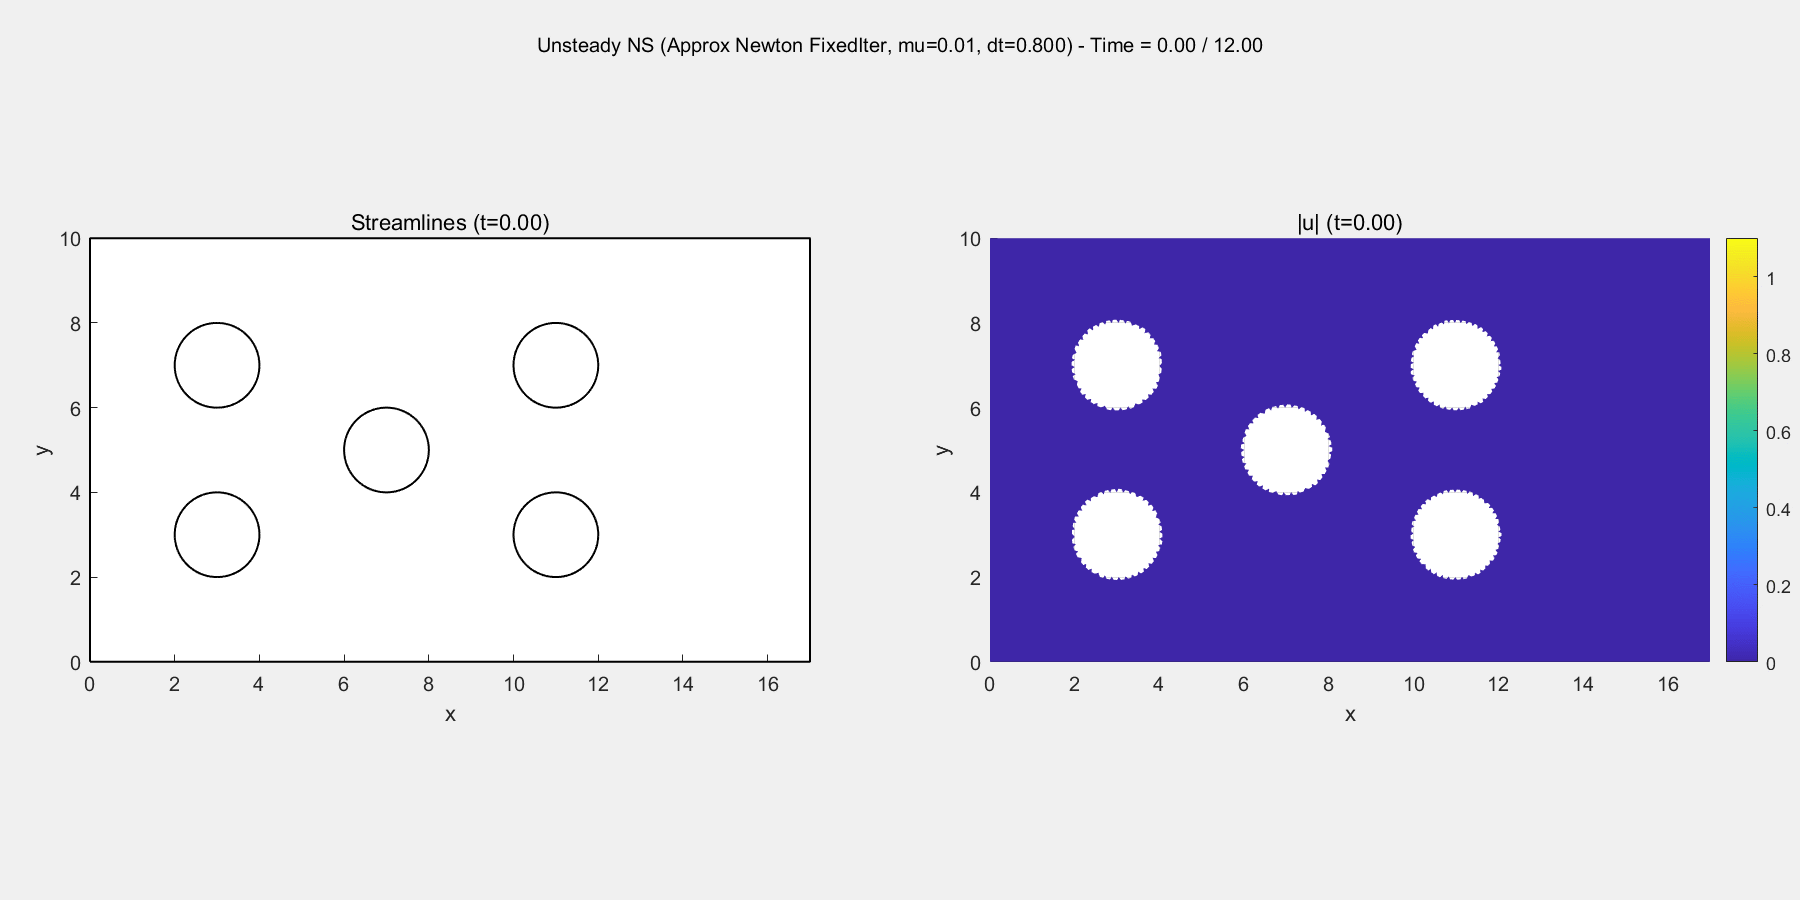 Unsteady NS (Approx Newton FixedIter, mu=0.01, dt=0.800) - Time = 0.00 / 12.00
Streamlines (t=0.00)
10
8
6
4
2
0
y
0 2 4 6 8 10 12 14 16
x
|u| (t=0.00)
10
8
6
4
2
0
y
0 2 4 6 8 10 12 14 16
x
1
0.8
0.6
0.4
0.2
0